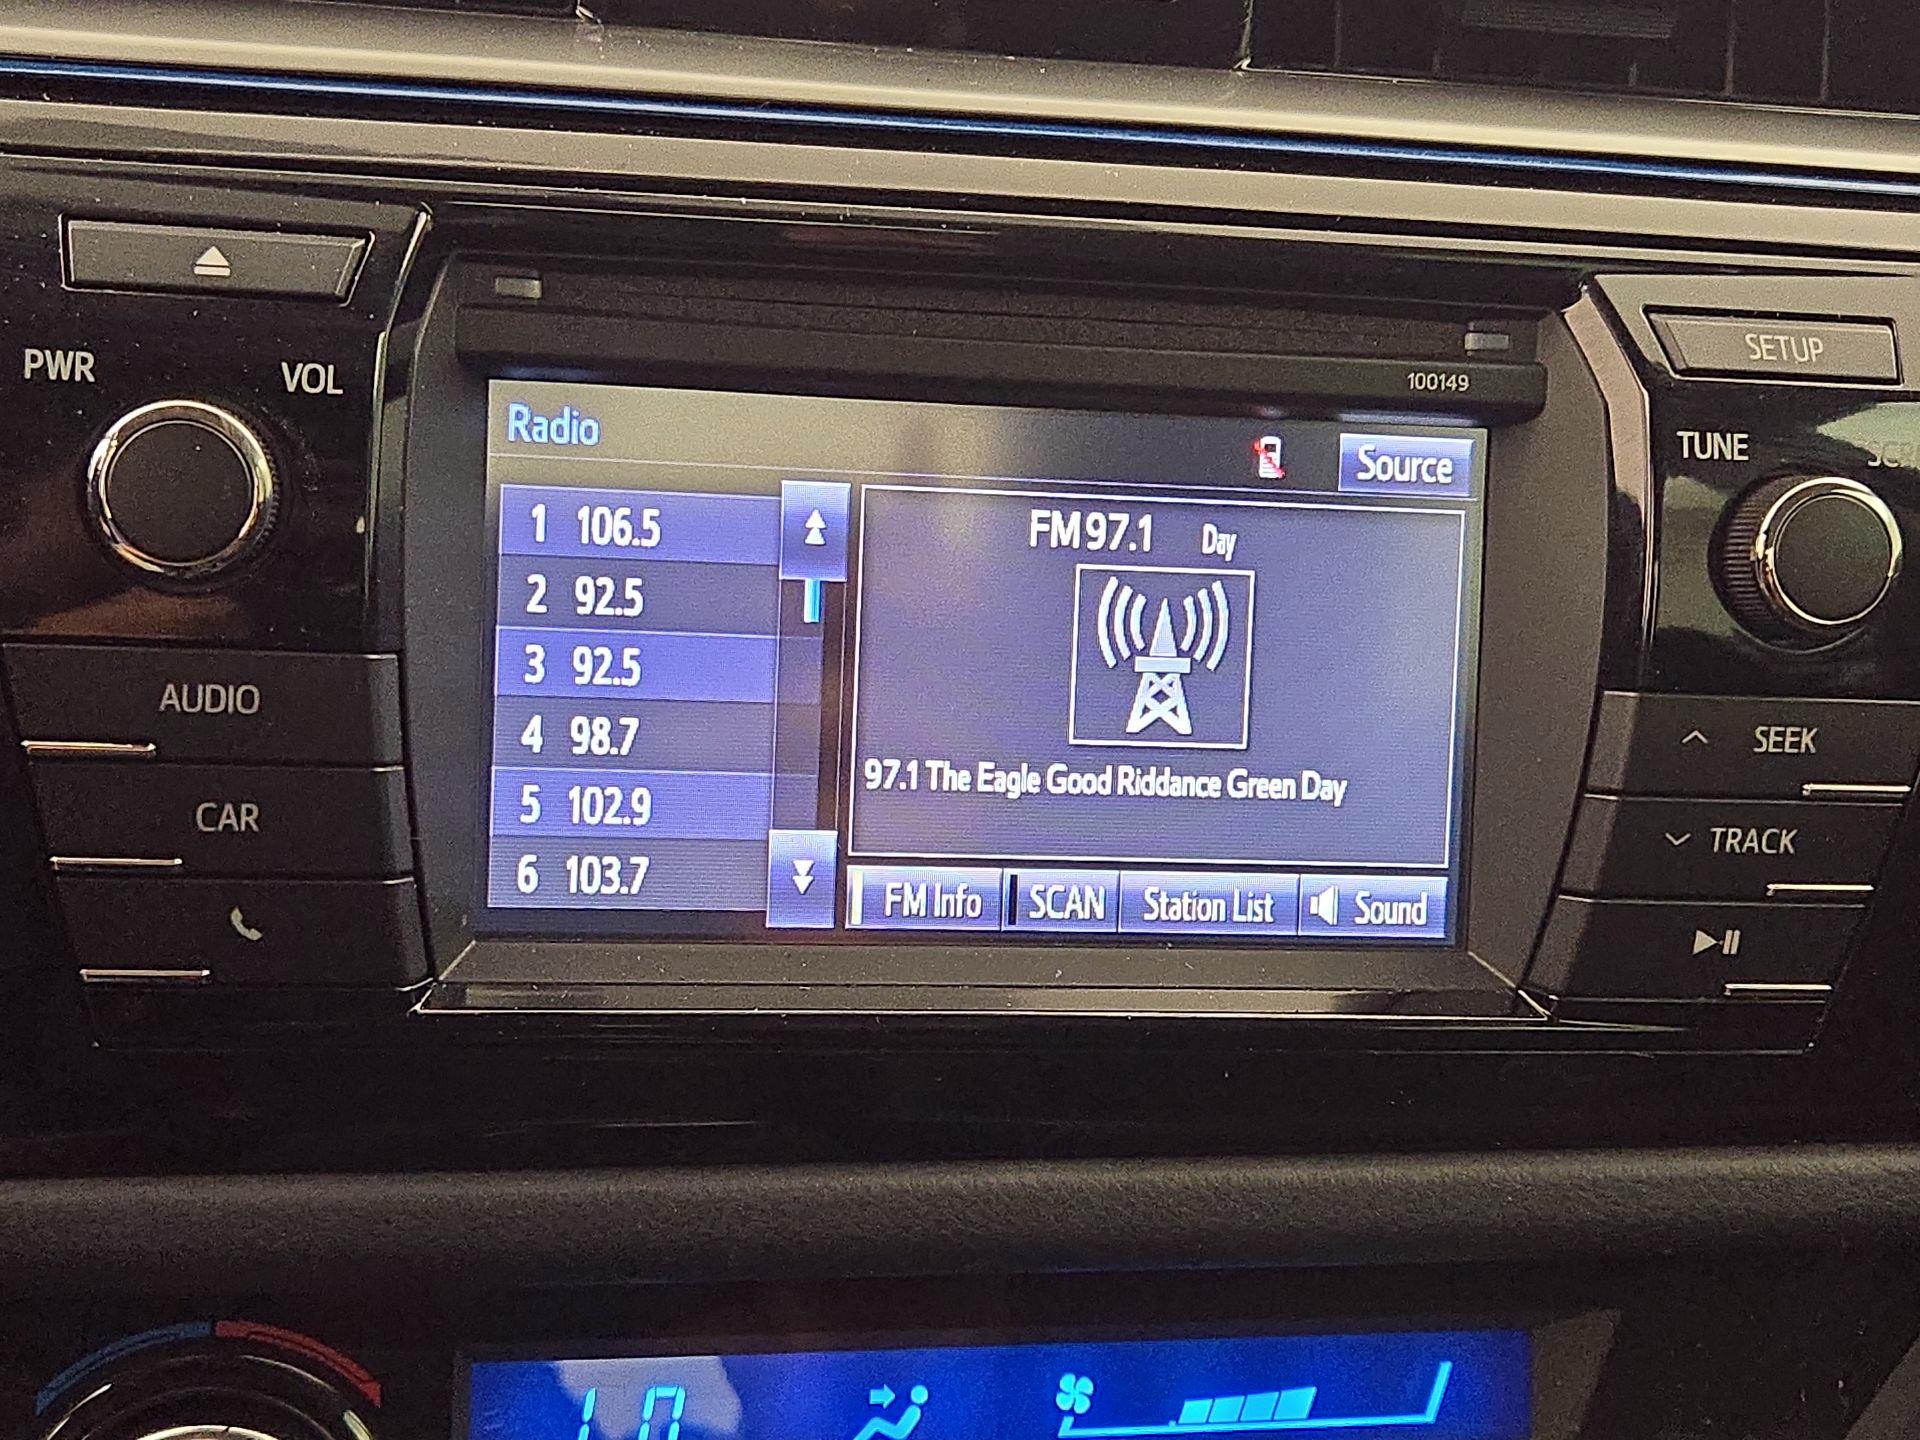 PWR
VOL
AUDIO
CAR
100149
Radio
Source
1 106.5
2 92.5
3 92.5
4 98.7
5 102.9
6 103.7
FM 97.1 Day
97.1 The Eagle Good Riddance Green Day
FM Info
SCAN
Station List
Sound
SETUP
TUNE
SEEK
TRACK